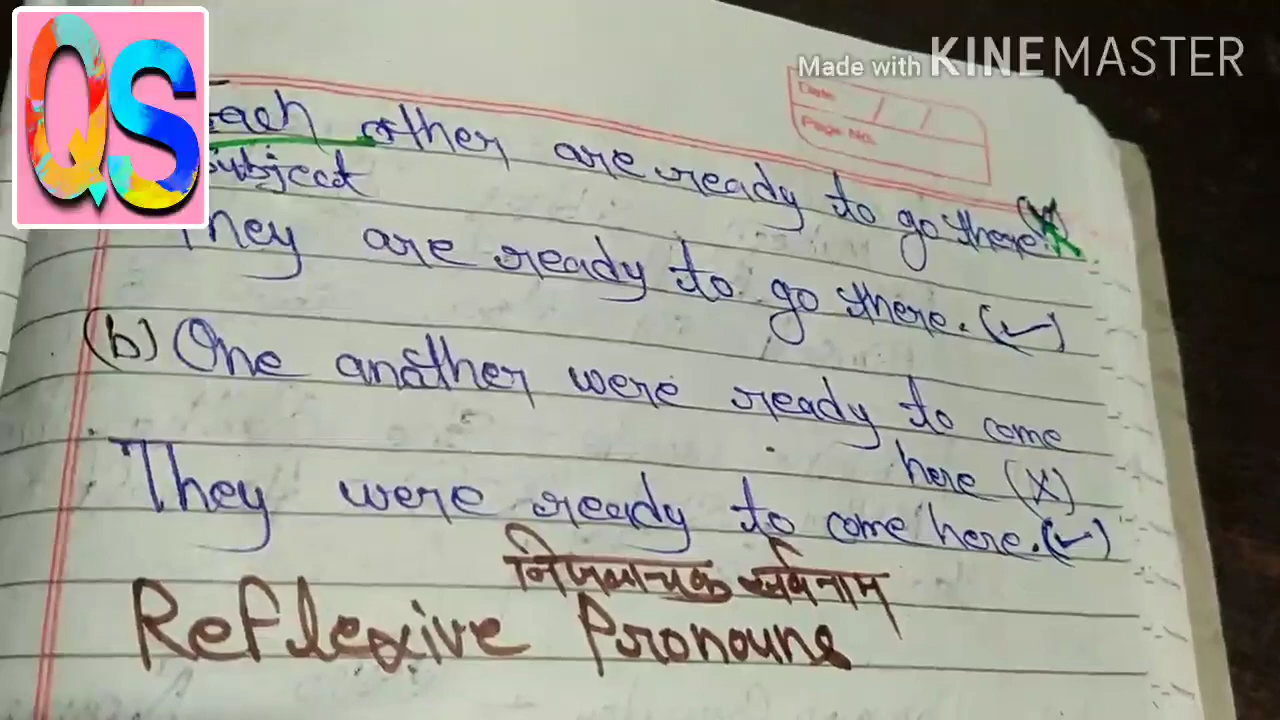 QS
Made with KINEMASTER
Date / /
Page No.
Each other are ready to go there. (X)
Subject
They are ready to go there. (✓)
(b) One another were ready to come
here (X)
They were ready to come here. (✓)
निजवाचक सर्वनाम
Reflexive Pronouns